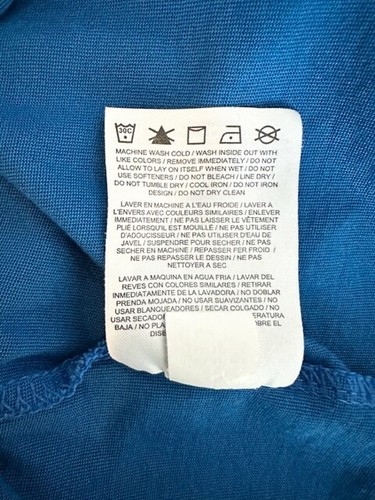 30C
MACHINE WASH COLD / WASH INSIDE OUT WITH
LIKE COLORS / REMOVE IMMEDIATELY / DO NOT
ALLOW TO LAY ON ITSELF WHEN WET / DO NOT
USE SOFTENERS / DO NOT BLEACH / LINE DRY /
DO NOT TUMBLE DRY / COOL IRON / DO NOT IRON
DESIGN / DO NOT DRY CLEAN
LAVER EN MACHINE A L'EAU FROIDE / LAVER A
L'ENVERS AVEC COULEURS SIMILAIRES / ENLEVER
IMMEDIATEMENT / NE PAS LAISSER LE VETEMENT
PLIÉ LORSQU'IL EST MOUILLÉ / NE PAS UTILISER
D'ADOUCISSEUR / NE PAS UTILISER D'EAU DE
JAVEL / SUSPENDRE POUR SECHER / NE PAS
SECHER EN MACHINE / REPASSER FER FROID /
NE PAS REPASSER LE DESSIN / NE PAS
NETTOYER A SEC
LAVAR A MAQUINA EN AGUA FRIA / LAVAR DEL
REVES CON COLORES SIMILARES / RETIRAR
INMEDIATAMENTE DE LA LAVADORA / NO DOBLAR
PRENDA MOJADA / NO USAR SUAVIZANTES / NO
USAR BLANQUEADORES / SECAR COLGADO / NO
USAR SECADO ERATURA
BAJA / NO PLA BRE EL
DIS